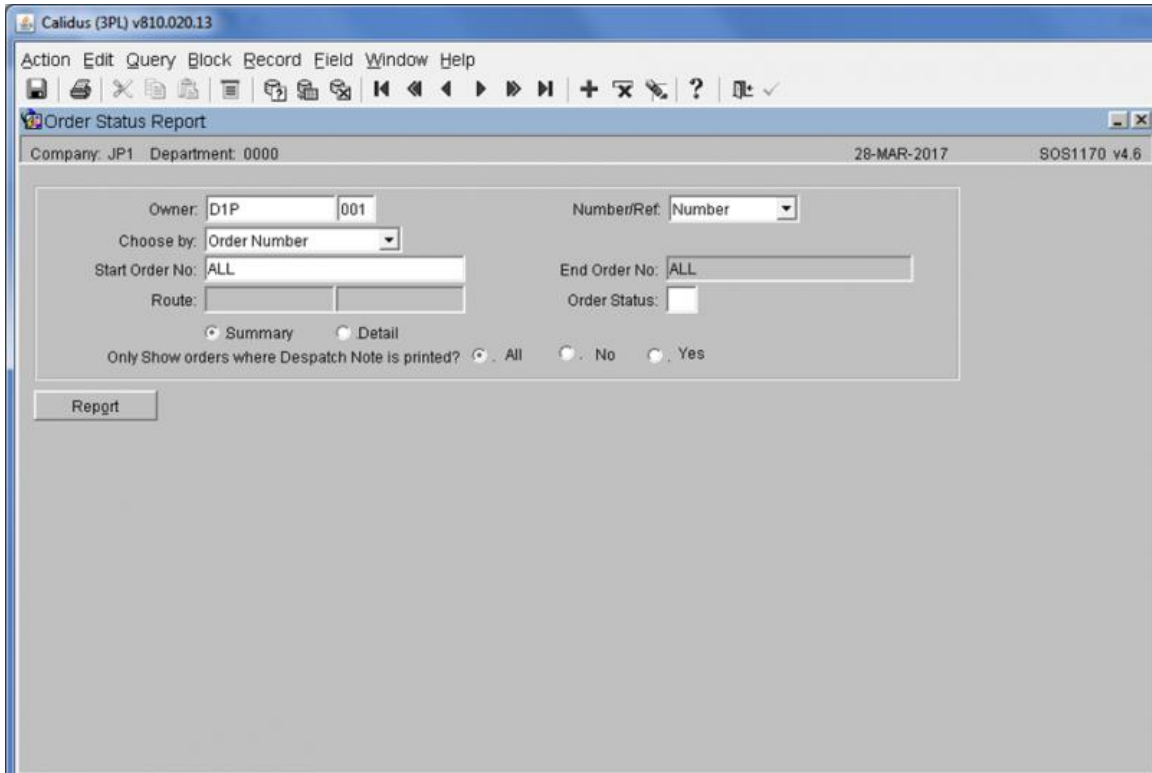 Calidus (3PL) v810.020.13
Action Edit Query Block Record Field Window Help
?
Order Status Report
Company: JP1 Department: 0000 28-MAR-2017 SOS1170 v4.6
Owner: D1P 001 Number/Ref: Number
Choose by: Order Number
Start Order No: ALL End Order No: ALL
Route: Order Status:
Summary Detail
Only Show orders where Despatch Note is printed? . All . No . Yes
Report